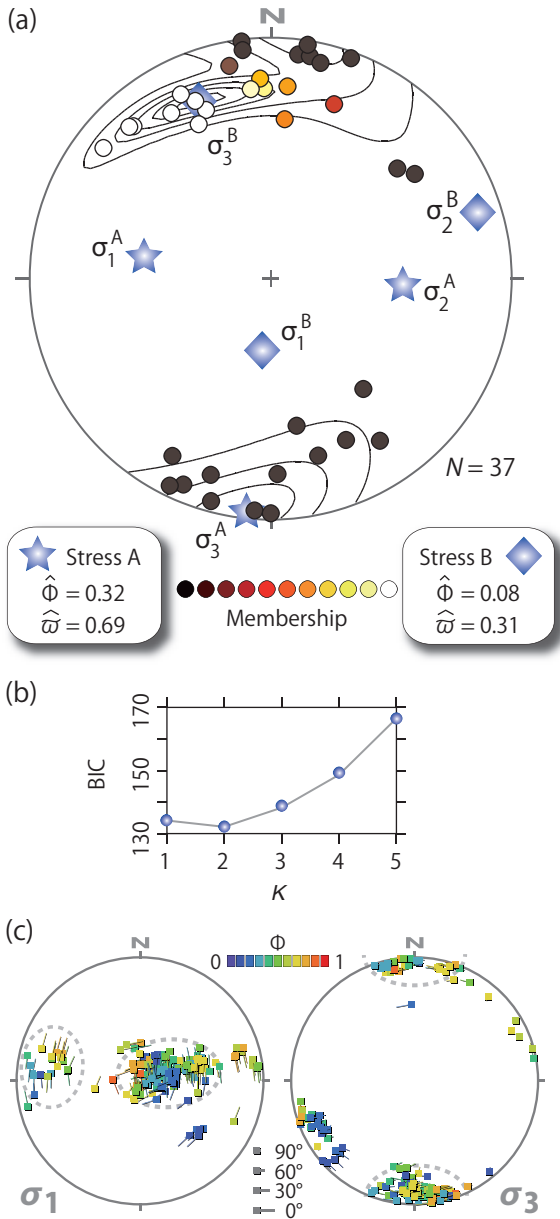 (a)
N
σ₃ᴮ
σ₂ᴮ
σ₁ᴬ
σ₂ᴬ
σ₁ᴮ
N = 37
σ₃ᴬ
Stress A
Φ̂ = 0.32
ϖ̂ = 0.69
Membership
Stress B
Φ̂ = 0.08
ϖ̂ = 0.31
(b)
170
150
130
BIC
1 2 3 4 5
K
(c)
N
Φ
0 1
N
90°
60°
30°
0°
σ1
σ3